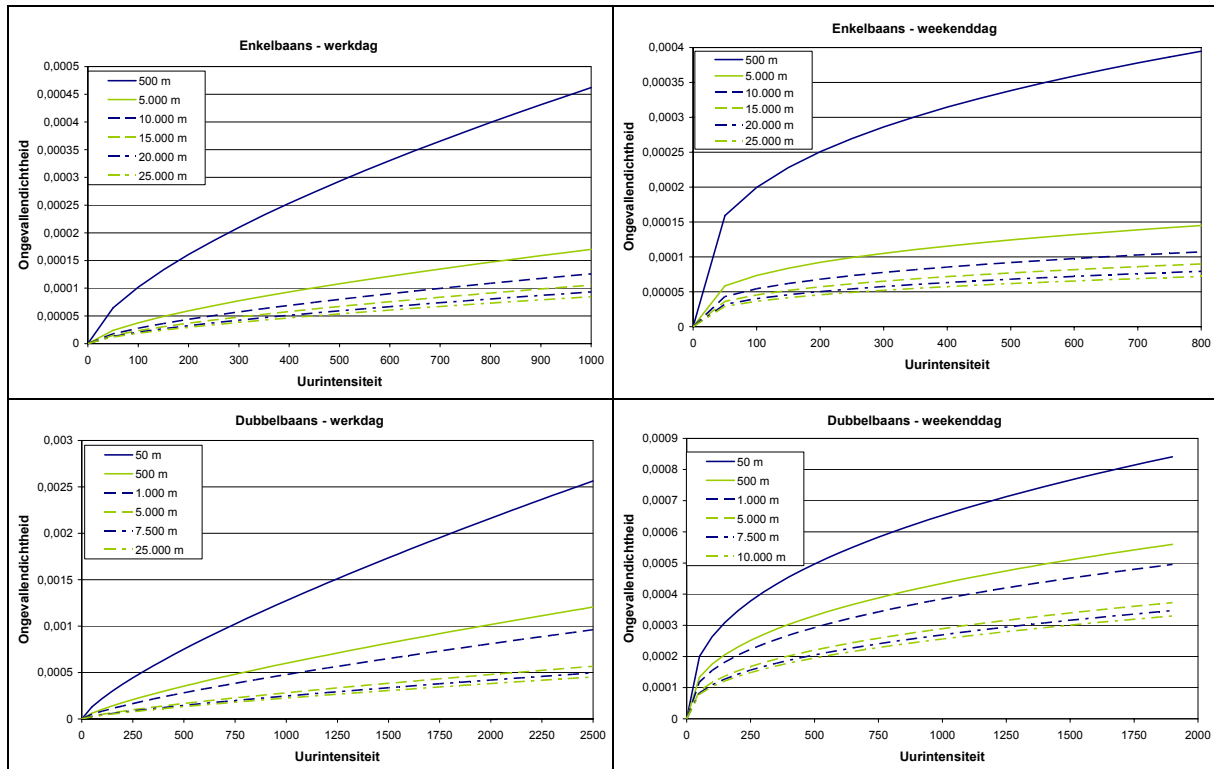 Enkelbaans - werkdag
0,0005
0,00045
0,0004
0,00035
0,0003
0,00025
0,0002
0,00015
0,0001
0,00005
0
Ongevallendichtheid
500 m
5.000 m
10.000 m
15.000 m
20.000 m
25.000 m
0 100 200 300 400 500 600 700 800 900 1000
Uurintensiteit
Enkelbaans - weekenddag
0,0004
0,00035
0,0003
0,00025
0,0002
0,00015
0,0001
0,00005
0
Ongevallendichtheid
500 m
5.000 m
10.000 m
15.000 m
20.000 m
25.000 m
0 100 200 300 400 500 600 700 800
Uurintensiteit
Dubbelbaans - werkdag
0,003
0,0025
0,002
0,0015
0,001
0,0005
0
Ongevallendichtheid
50 m
500 m
1.000 m
5.000 m
7.500 m
25.000 m
0 250 500 750 1000 1250 1500 1750 2000 2250 2500
Uurintensiteit
Dubbelbaans - weekenddag
0,0009
0,0008
0,0007
0,0006
0,0005
0,0004
0,0003
0,0002
0,0001
0
Ongevallendichtheid
50 m
500 m
1.000 m
5.000 m
7.500 m
10.000 m
0 250 500 750 1000 1250 1500 1750 2000
Uurintensiteit